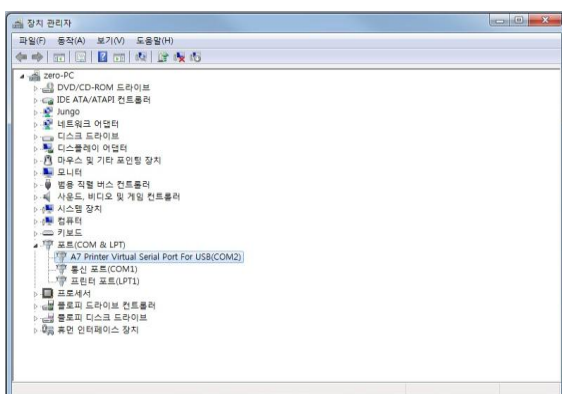 장치 관리자
파일(F) 동작(A) 보기(V) 도움말(H)
zero-PC
DVD/CD-ROM 드라이브
IDE ATA/ATAPI 컨트롤러
Jungo
네트워크 어댑터
디스크 드라이브
디스플레이 어댑터
마우스 및 기타 포인팅 장치
모니터
범용 직렬 버스 컨트롤러
사운드, 비디오 및 게임 컨트롤러
시스템 장치
컴퓨터
키보드
포트(COM & LPT)
A7 Printer Virtual Serial Port For USB(COM2)
통신 포트(COM1)
프린터 포트(LPT1)
프로세서
플로피 드라이브 컨트롤러
플로피 디스크 드라이브
휴먼 인터페이스 장치